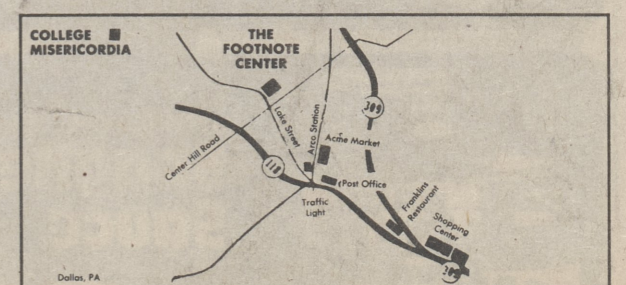 COLLEGE
MISERICORDIA
THE
FOOTNOTE
CENTER
309
Lake Street
Arco Station
Acme Market
Center Hill Road
118
Post Office
Traffic
Light
Franklins
Restaurant
Shopping
Center
Dallas, PA